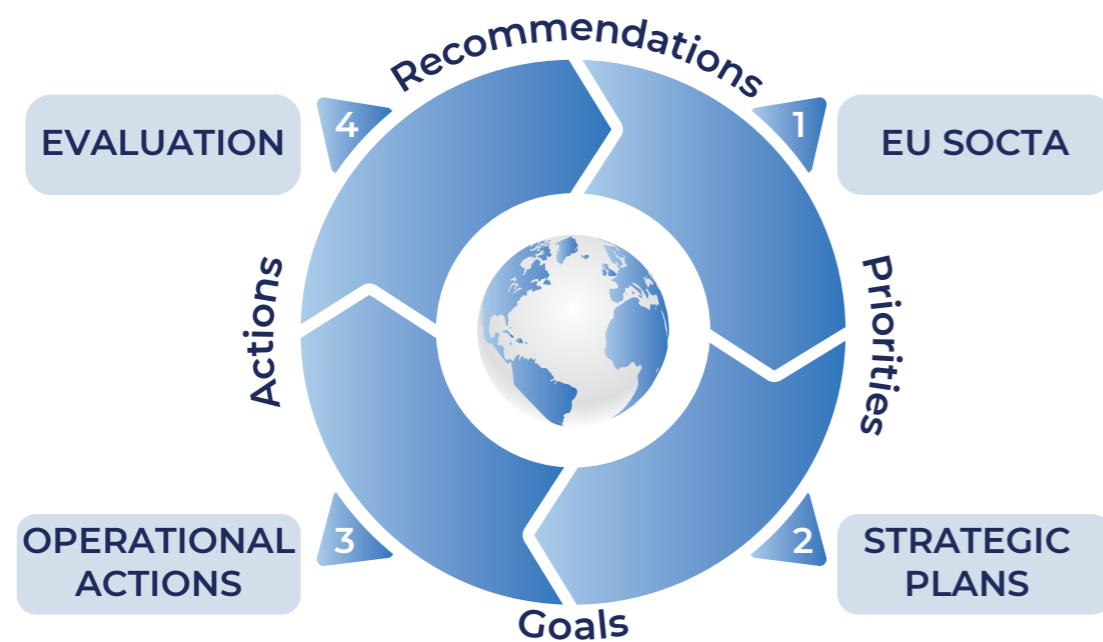 Recommendations
4
1
EVALUATION
EU SOCTA
Actions
Priorities
OPERATIONAL
ACTIONS
3
2
STRATEGIC
PLANS
Goals